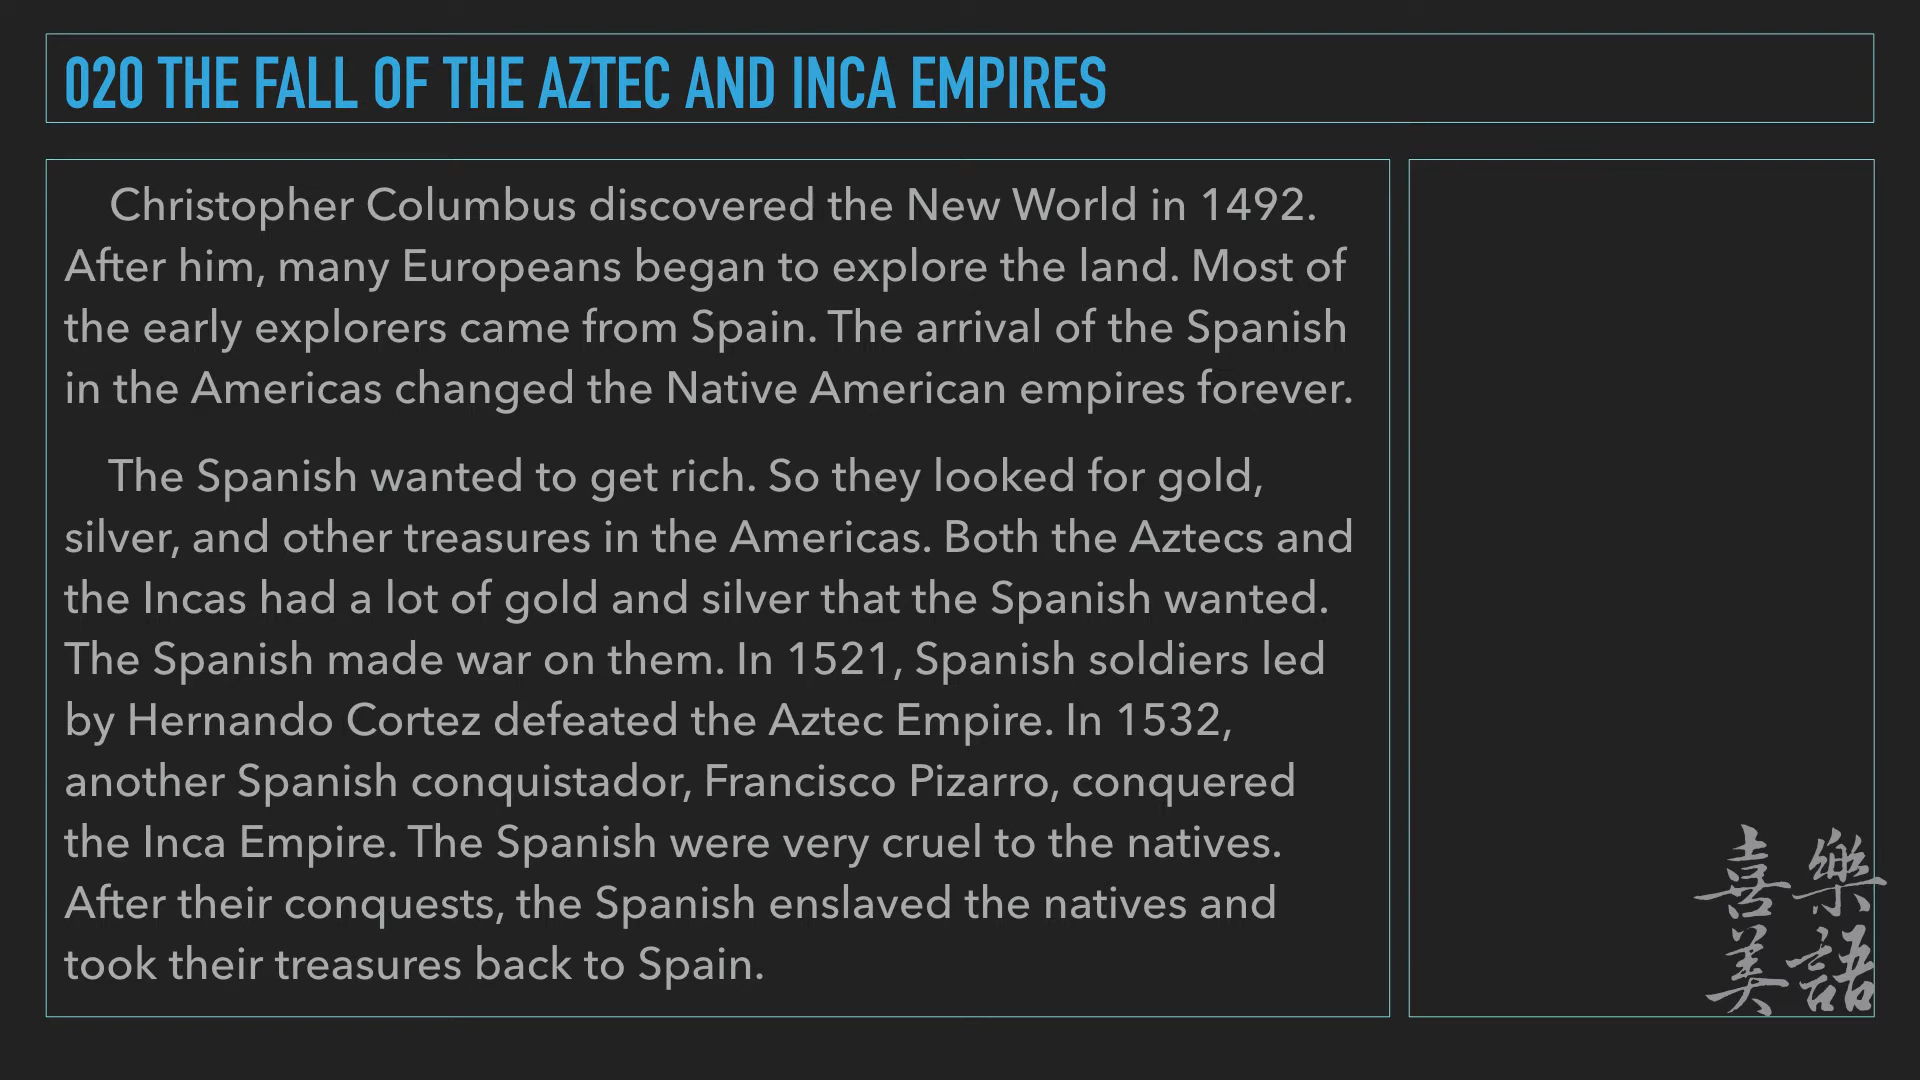 020 THE FALL OF THE AZTEC AND INCA EMPIRES
Christopher Columbus discovered the New World in 1492.
After him, many Europeans began to explore the land. Most of
the early explorers came from Spain. The arrival of the Spanish
in the Americas changed the Native American empires forever.
The Spanish wanted to get rich. So they looked for gold,
silver, and other treasures in the Americas. Both the Aztecs and
the Incas had a lot of gold and silver that the Spanish wanted.
The Spanish made war on them. In 1521, Spanish soldiers led
by Hernando Cortez defeated the Aztec Empire. In 1532,
another Spanish conquistador, Francisco Pizarro, conquered
the Inca Empire. The Spanish were very cruel to the natives.
After their conquests, the Spanish enslaved the natives and
took their treasures back to Spain.
喜樂
美語